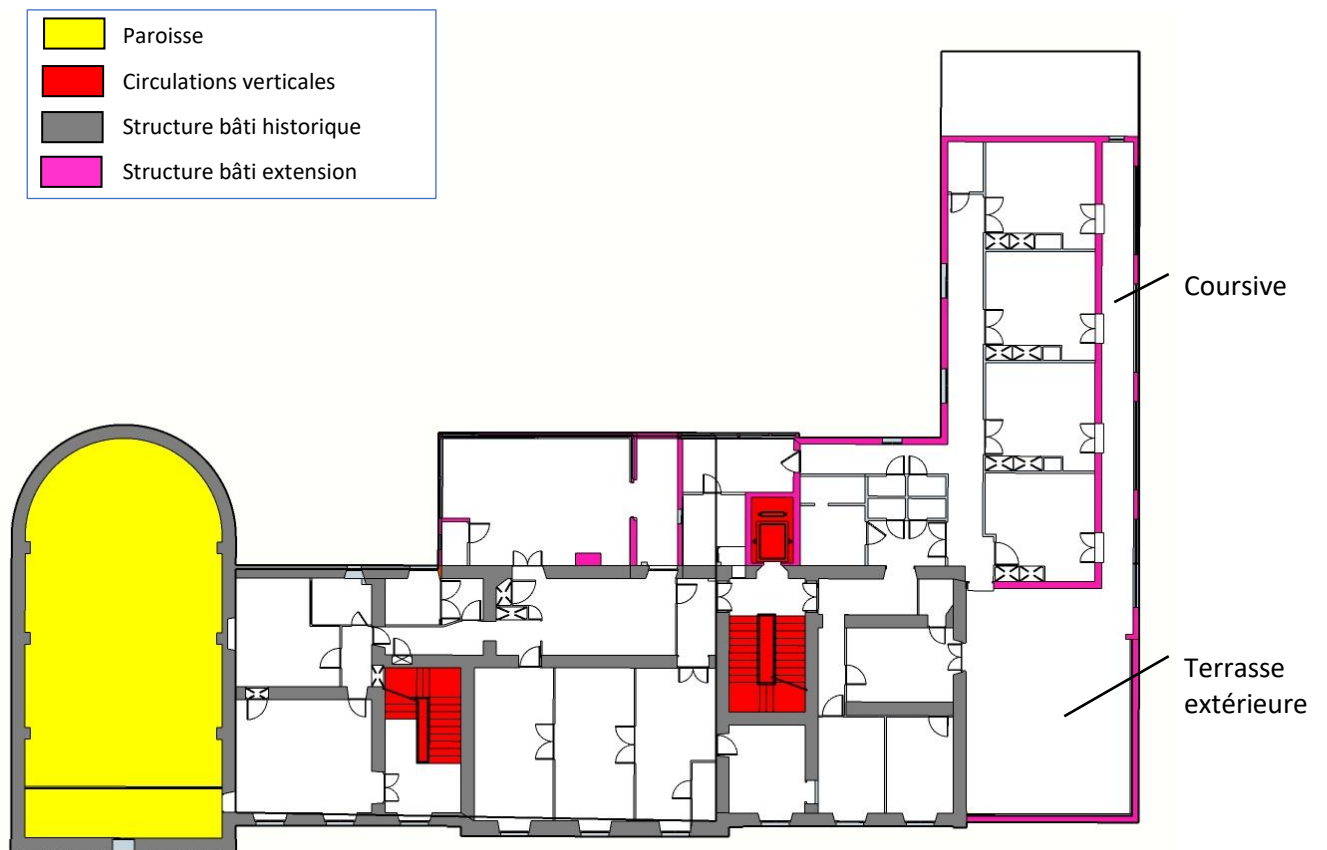 Paroisse
Circulations verticales
Structure bâti historique
Structure bâti extension
Coursive
Terrasse
extérieure